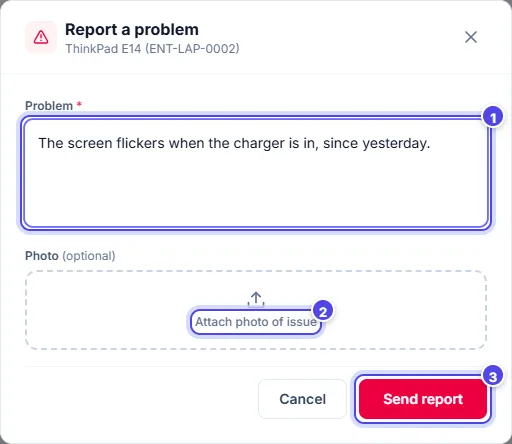 Report a problem
ThinkPad E14 (ENT-LAP-0002)
Problem *
1
The screen flickers when the charger is in, since yesterday.
Photo (optional)
2
Attach photo of issue
3
Cancel
Send report